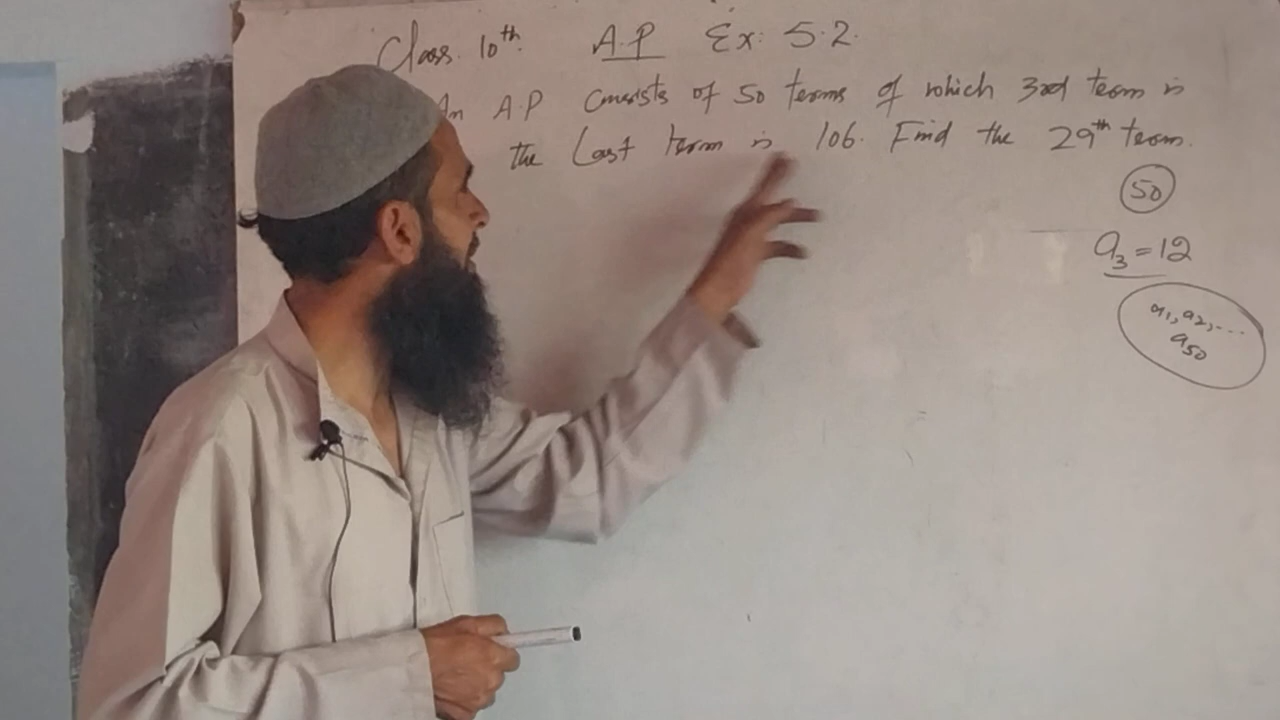 Class. 10th. A.P Ex: 5.2.
An A.P Consists of 50 terms of which 3rd term is
the Last term is 106. Find the 29th term.
50
a3 = 12
a1, a2, ...
a50